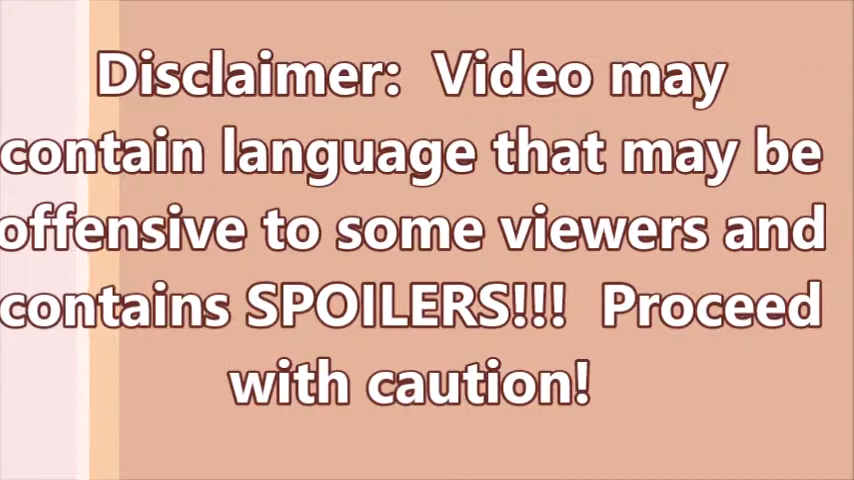 Disclaimer: Video may
contain language that may be
offensive to some viewers and
contains SPOILERS!!! Proceed
with caution!